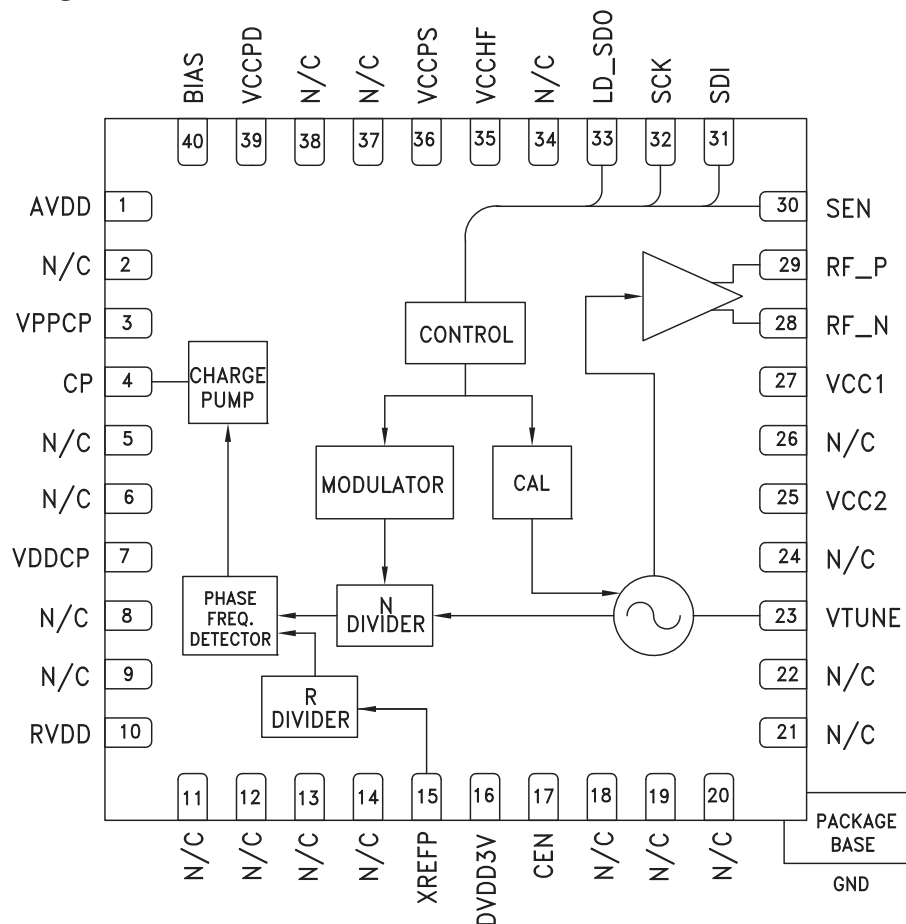 BIAS
VCCPD
N/C
N/C
VCCPS
VCCHF
N/C
LD_SDO
SCK
SDI
40
39
38
37
36
35
34
33
32
31
AVDD 1
N/C 2
VPPCP 3
CP 4
N/C 5
N/C 6
VDDCP 7
N/C 8
N/C 9
RVDD 10
30 SEN
29 RF_P
28 RF_N
27 VCC1
26 N/C
25 VCC2
24 N/C
23 VTUNE
22 N/C
21 N/C
CONTROL
CHARGE
PUMP
MODULATOR
CAL
PHASE
FREQ.
DETECTOR
N
DIVIDER
R
DIVIDER
11
12
13
14
15
16
17
18
19
20
N/C
N/C
N/C
N/C
XREFP
DVDD3V
CEN
N/C
N/C
N/C
PACKAGE
BASE
GND